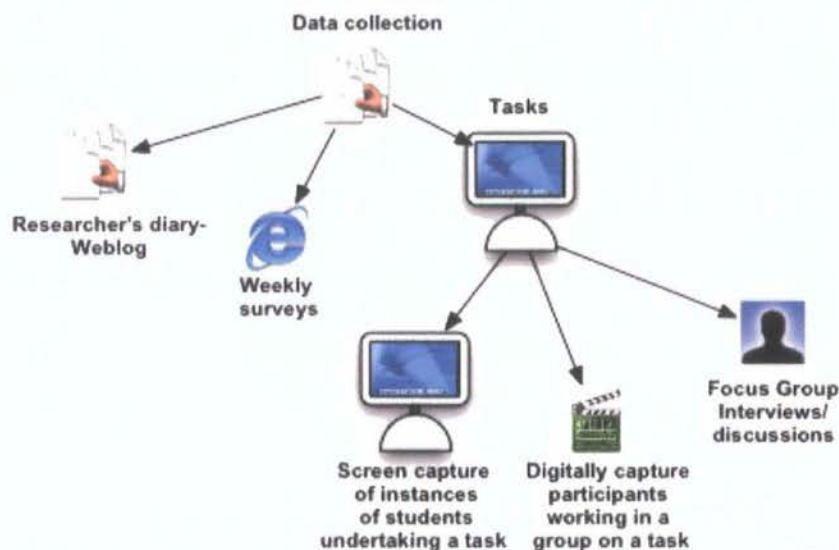 Data collection
Tasks
Researcher's diary-
Weblog
Weekly
surveys
Focus Group
Interviews/
discussions
Screen capture
of instances
of students
undertaking a task
Digitally capture
participants
working in a
group on a task